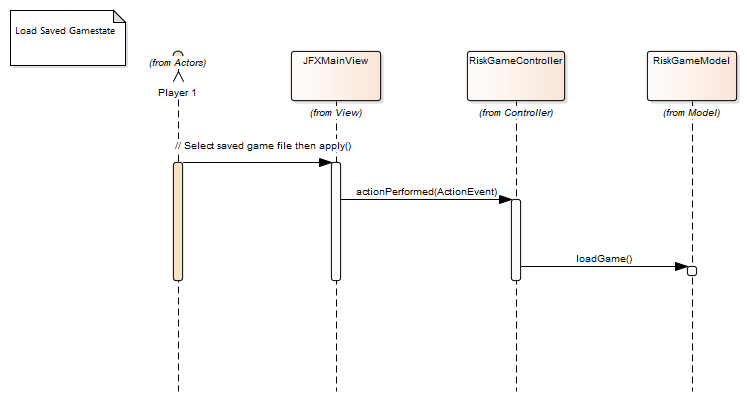 Load Saved Gamestate
(from Actors)
Player 1
JFXMainView
(from View)
RiskGameController
(from Controller)
RiskGameModel
(from Model)
// Select saved game file then apply()
actionPerformed(ActionEvent)
loadGame()